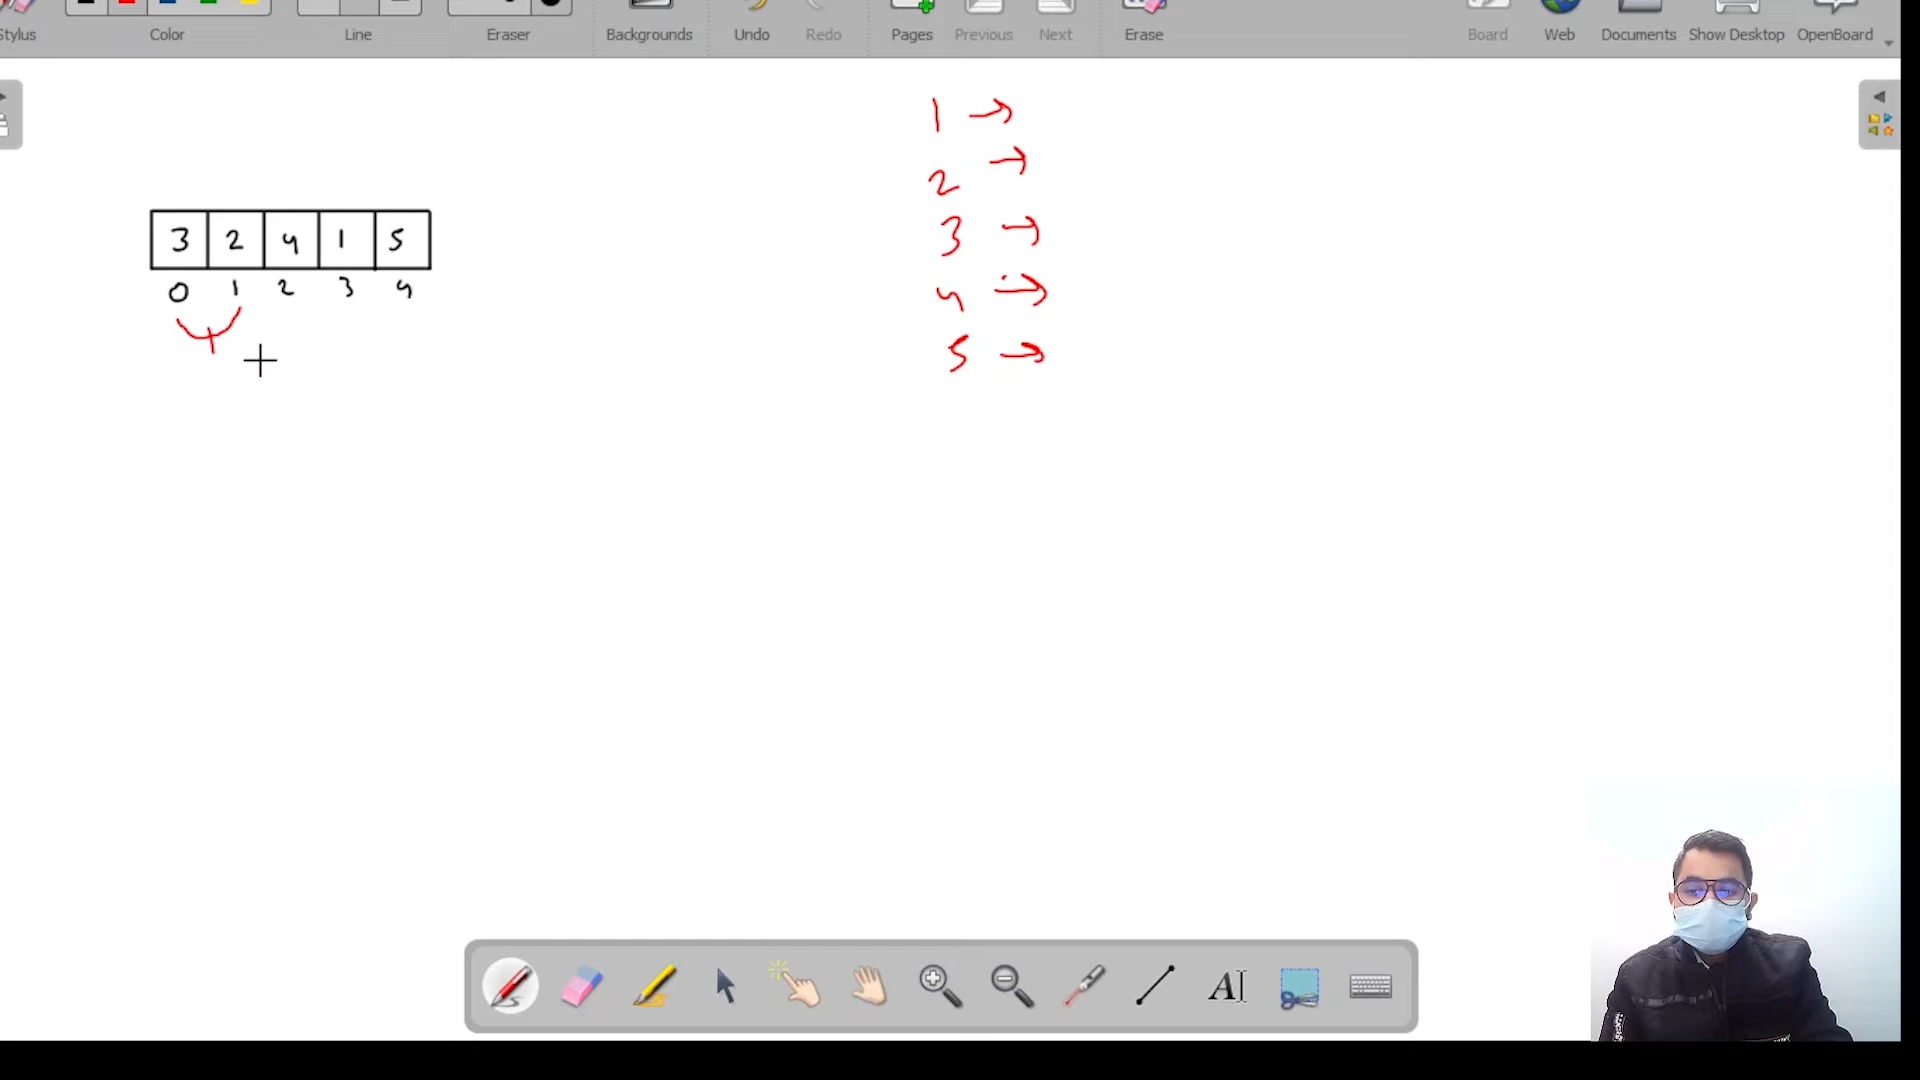 Stylus Color Line Eraser Backgrounds Undo Redo Pages Previous Next Erase Board Web Documents Show Desktop OpenBoard
1 →
2 →
3 2 4 1 5
3 →
0 1 2 3 4
4 →
5 →
AI